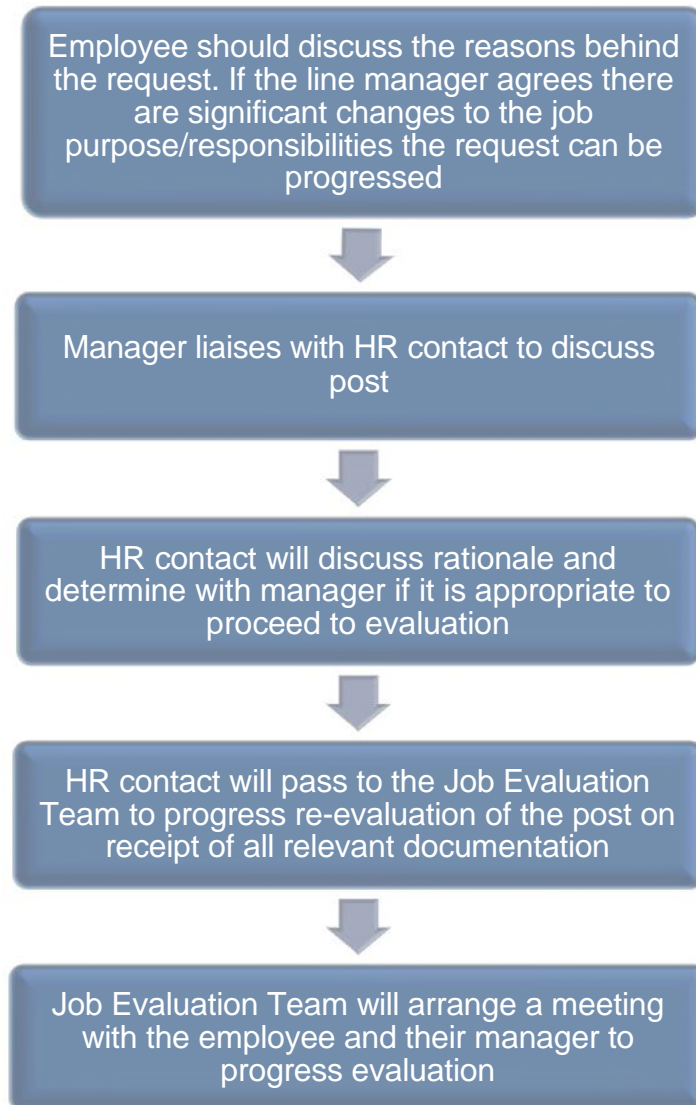 Employee should discuss the reasons behind
the request. If the line manager agrees there
are significant changes to the job
purpose/responsibilities the request can be
progressed
Manager liaises with HR contact to discuss
post
HR contact will discuss rationale and
determine with manager if it is appropriate to
proceed to evaluation
HR contact will pass to the Job Evaluation
Team to progress re-evaluation of the post on
receipt of all relevant documentation
Job Evaluation Team will arrange a meeting
with the employee and their manager to
progress evaluation